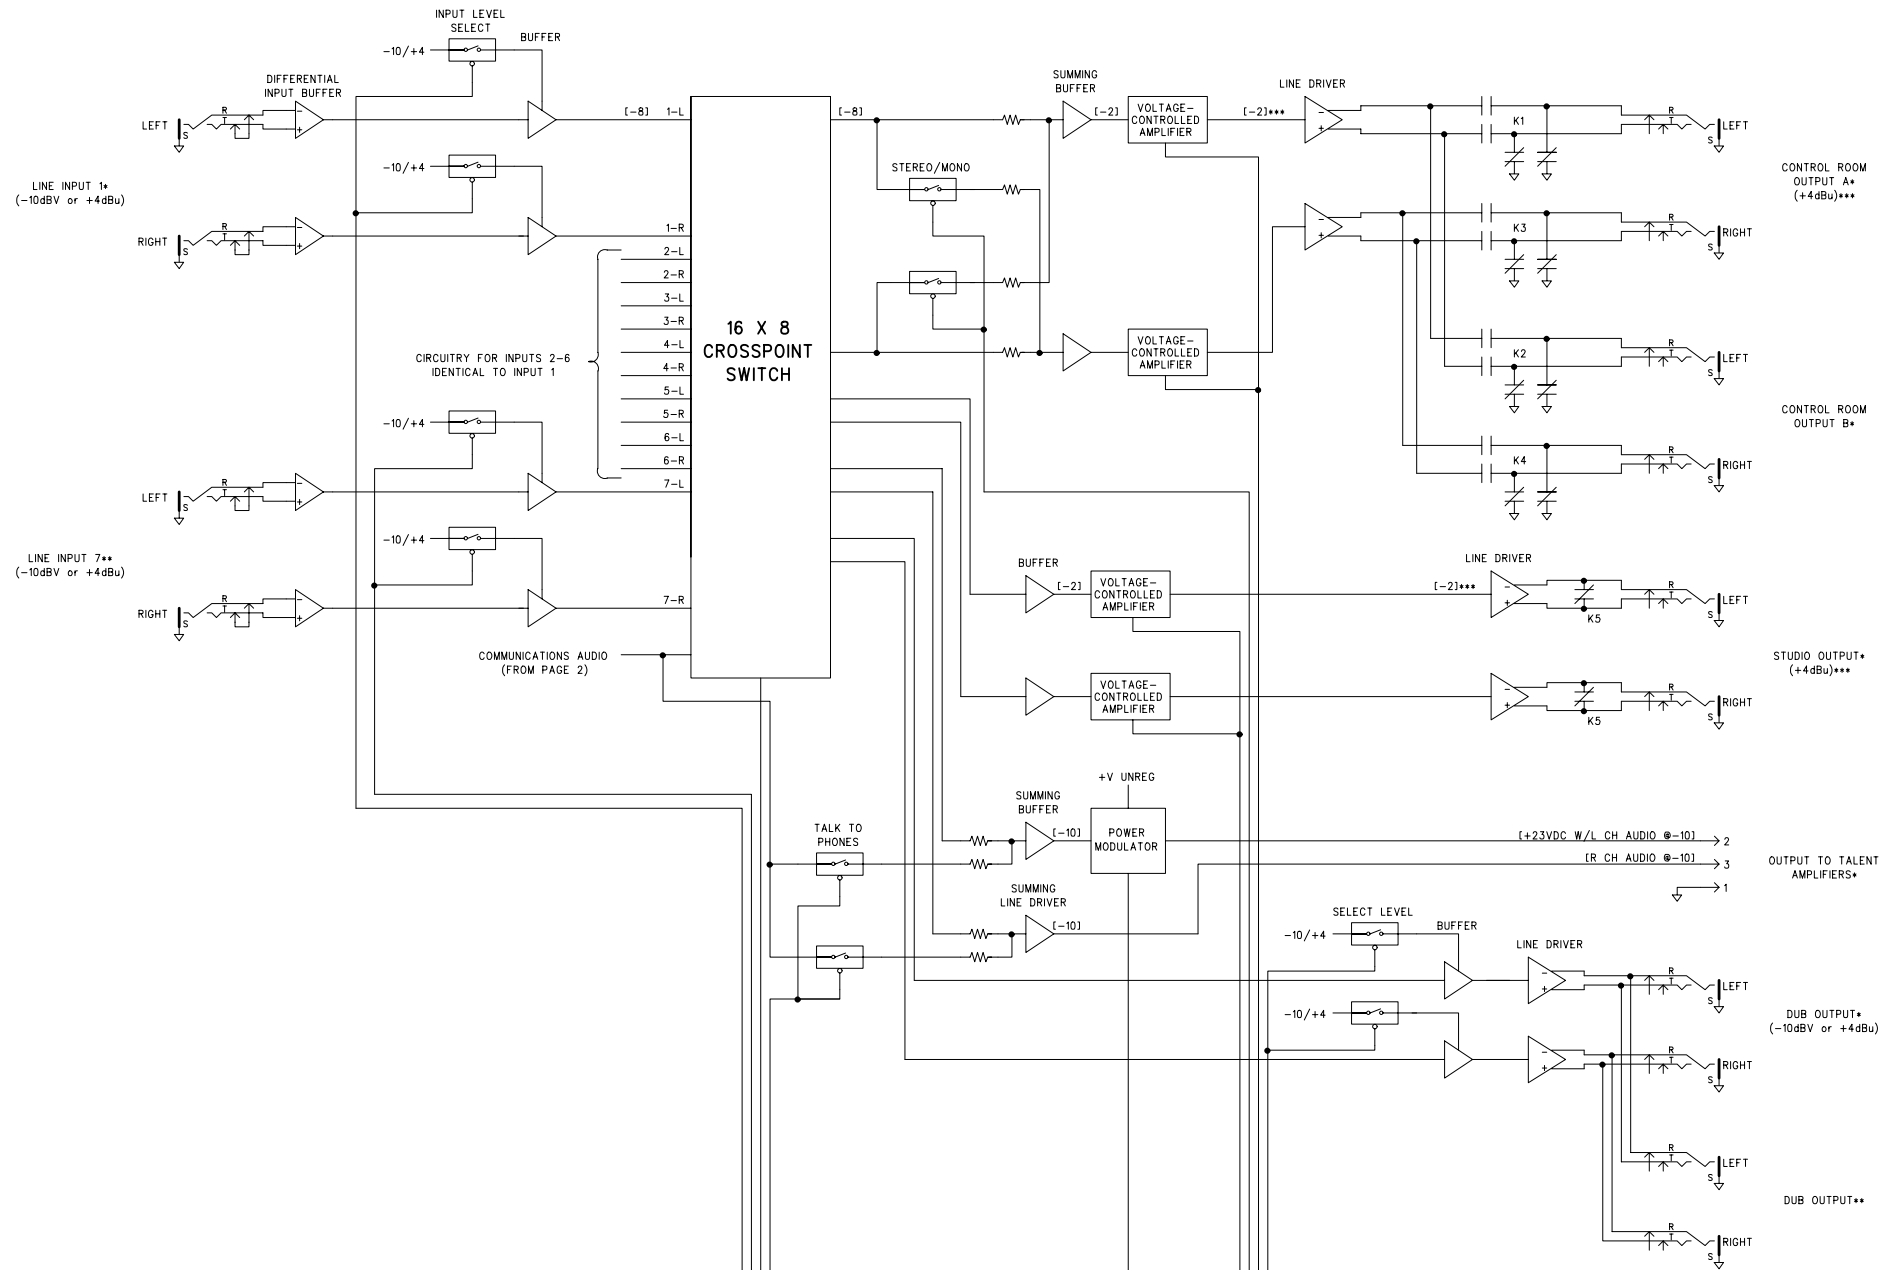 INPUT LEVEL
SELECT
-10/+4
BUFFER
DIFFERENTIAL
INPUT BUFFER
LEFT
S
R
T
-
+
[-8]
1-L
-10/+4
LINE INPUT 1*
(-10dBV or +4dBu)
RIGHT
S
R
T
-
+
1-R
2-L
2-R
3-L
3-R
4-L
4-R
5-L
5-R
6-L
6-R
7-L
CIRCUITRY FOR INPUTS 2-6
IDENTICAL TO INPUT 1
-10/+4
LEFT
S
R
T
-
+
LINE INPUT 7**
(-10dBV or +4dBu)
-10/+4
RIGHT
S
R
T
-
+
7-R
COMMUNICATIONS AUDIO
(FROM PAGE 2)
16 X 8
CROSSPOINT
SWITCH
[-8]
STEREO/MONO
SUMMING
BUFFER
[-2]
VOLTAGE-
CONTROLLED
AMPLIFIER
[-2]***
LINE DRIVER
-
+
K1
R
T
S
LEFT
CONTROL ROOM
OUTPUT A*
(+4dBu)***
-
+
K3
R
T
S
RIGHT
VOLTAGE-
CONTROLLED
AMPLIFIER
K2
R
T
S
LEFT
CONTROL ROOM
OUTPUT B*
K4
R
T
S
RIGHT
BUFFER
[-2]
VOLTAGE-
CONTROLLED
AMPLIFIER
[-2]***
LINE DRIVER
-
+
K5
R
T
S
LEFT
STUDIO OUTPUT*
(+4dBu)***
VOLTAGE-
CONTROLLED
AMPLIFIER
-
+
K5
R
T
S
RIGHT
+V UNREG
SUMMING
BUFFER
[-10]
POWER
MODULATOR
[+23VDC W/L CH AUDIO @-10]
2
[R CH AUDIO @-10]
3
1
OUTPUT TO TALENT
AMPLIFIERS*
TALK TO
PHONES
SUMMING
LINE DRIVER
[-10]
SELECT LEVEL
-10/+4
BUFFER
LINE DRIVER
-
+
R
T
S
LEFT
DUB OUTPUT*
(-10dBV or +4dBu)
-10/+4
-
+
R
T
S
RIGHT
R
T
S
LEFT
DUB OUTPUT**
R
T
S
RIGHT